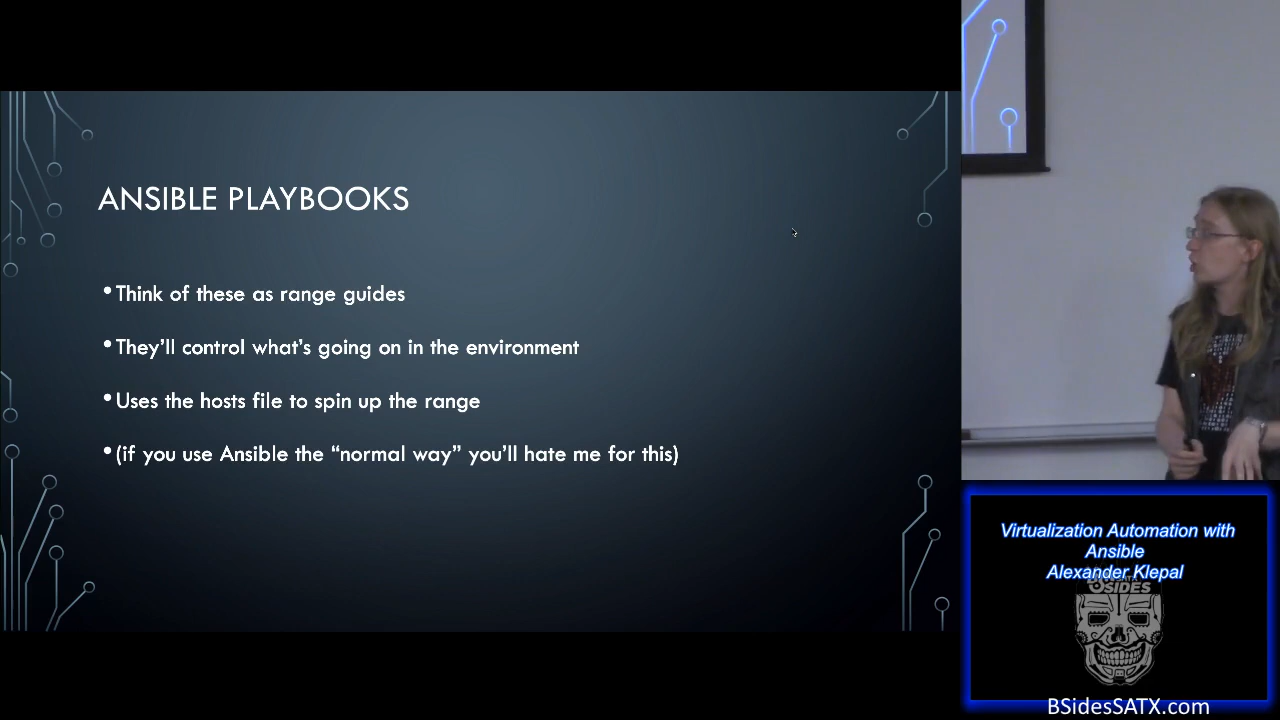 ANSIBLE PLAYBOOKS
•Think of these as range guides
•They'll control what's going on in the environment
•Uses the hosts file to spin up the range
•(if you use Ansible the “normal way” you'll hate me for this)
Virtualization Automation with
Ansible
Alexander Klepal
BSIDES
BSidesSATX.com